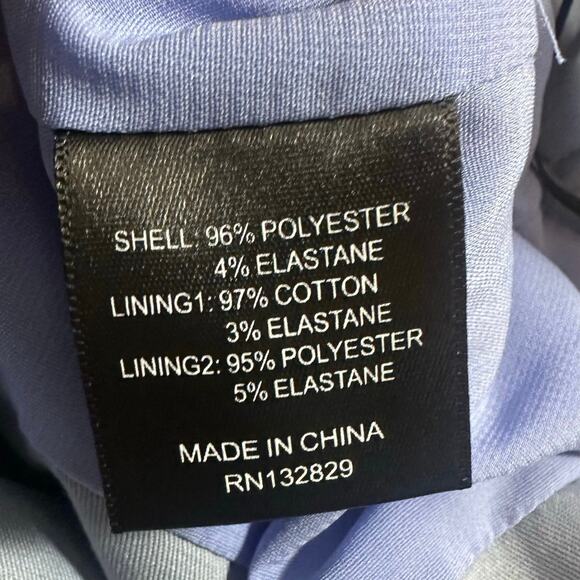 SHELL: 96% POLYESTER
4% ELASTANE
LINING1: 97% COTTON
3% ELASTANE
LINING2: 95% POLYESTER
5% ELASTANE
MADE IN CHINA
RN132829